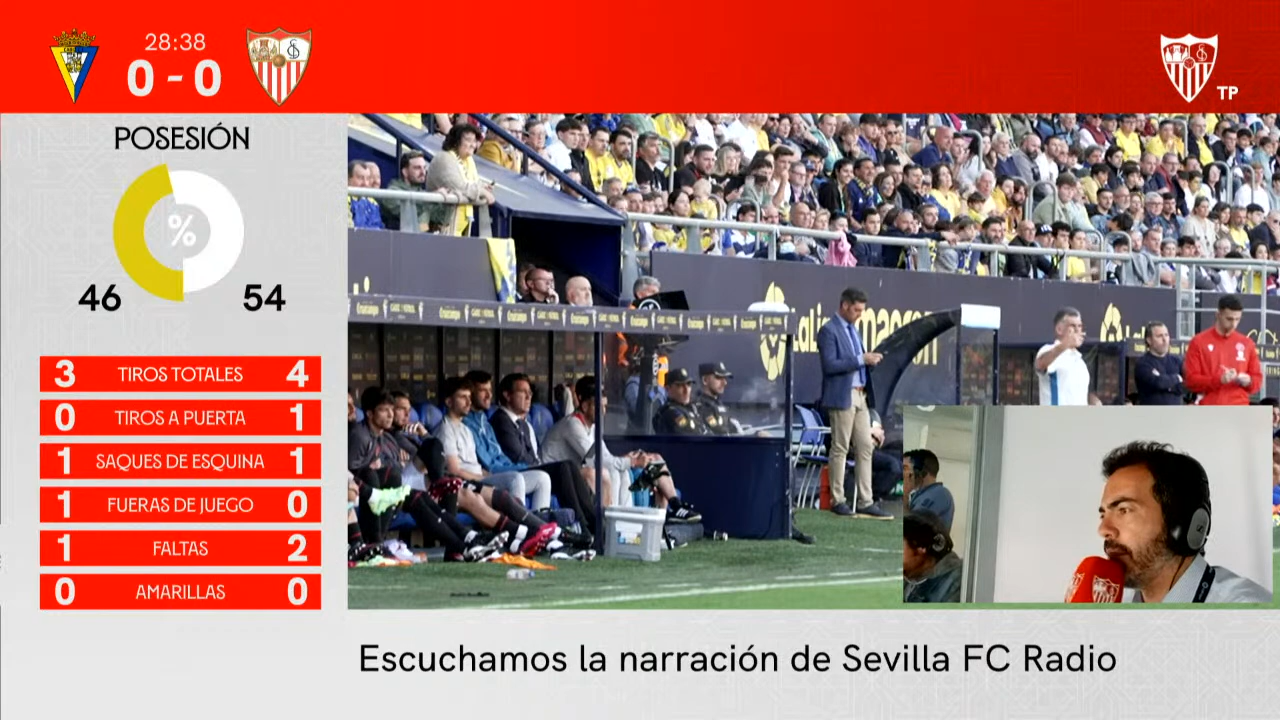 28:38
0 - 0
TP
POSESIÓN
%
46 54
3 TIROS TOTALES 4
0 TIROS A PUERTA 1
1 SAQUES DE ESQUINA 1
1 FUERAS DE JUEGO 0
1 FALTAS 2
0 AMARILLAS 0
Escuchamos la narración de Sevilla FC Radio